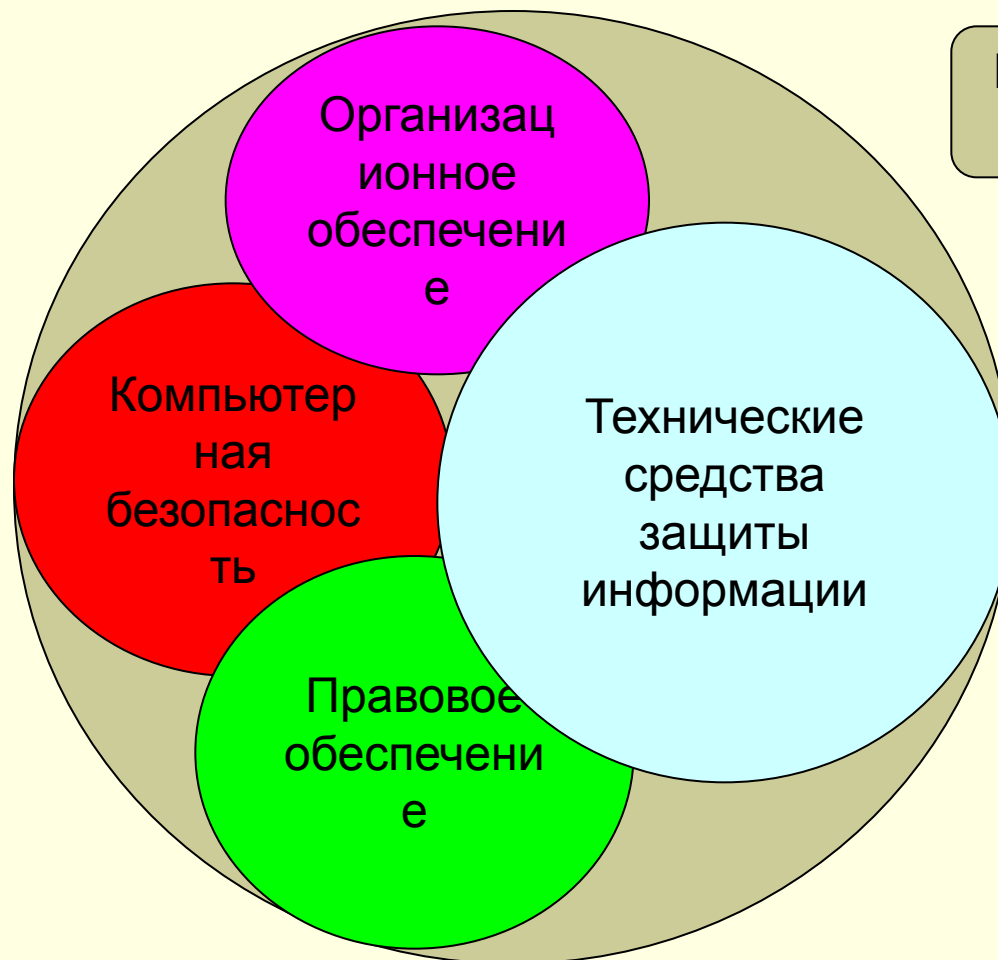 Организац
ионное
обеспечени
е
Компьютер
ная
безопаснос
ть
Технические
средства
защиты
информации
Правовое
обеспечени
е